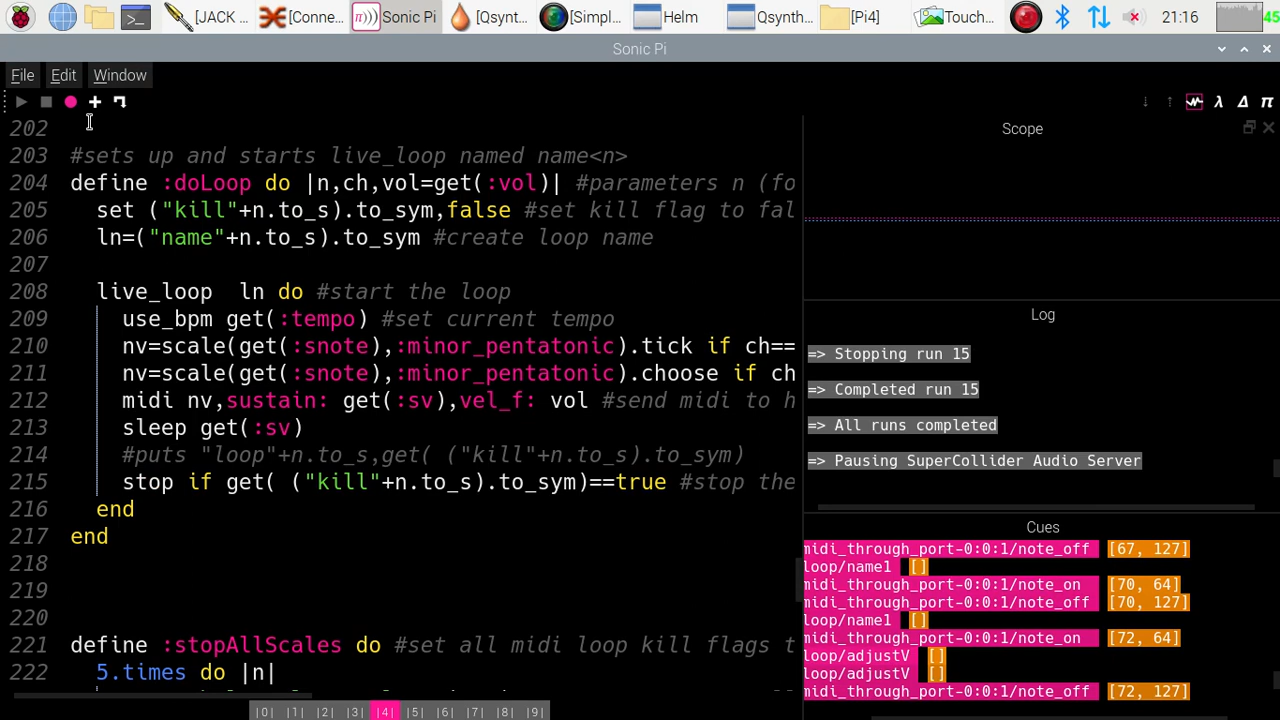 [JACK ...
[Conne...
Sonic Pi
[Qsynt...
[Simpl...
Helm
Qsynth...
[Pi4]
Touch...
21:16
45
Sonic Pi
File Edit Window
λ Δ π
202
203 #sets up and starts live_loop named name<n>
204 define :doLoop do |n,ch,vol=get(:vol)| #parameters n (fo
205 set ("kill"+n.to_s).to_sym,false #set kill flag to fal
206 ln=("name"+n.to_s).to_sym #create loop name
207
208 live_loop  ln do #start the loop
209 use_bpm get(:tempo) #set current tempo
210 nv=scale(get(:snote),:minor_pentatonic).tick if ch==
211 nv=scale(get(:snote),:minor_pentatonic).choose if ch
212 midi nv,sustain: get(:sv),vel_f: vol #send midi to h
213 sleep get(:sv)
214 #puts "loop"+n.to_s,get( ("kill"+n.to_s).to_sym)
215 stop if get( ("kill"+n.to_s).to_sym)==true #stop the
216 end
217 end
218
219
220
221 define :stopAllScales do #set all midi loop kill flags t
222 5.times do |n|
|0| |1| |2| |3| |4| |5| |6| |7| |8| |9|
Scope
Log
=> Stopping run 15
=> Completed run 15
=> All runs completed
=> Pausing SuperCollider Audio Server
Cues
midi_through_port-0:0:1/note_off [67, 127]
loop/name1 []
midi_through_port-0:0:1/note_on [70, 64]
midi_through_port-0:0:1/note_off [70, 127]
loop/name1 []
midi_through_port-0:0:1/note_on [72, 64]
loop/adjustV []
loop/adjustV []
midi_through_port-0:0:1/note_off [72, 127]